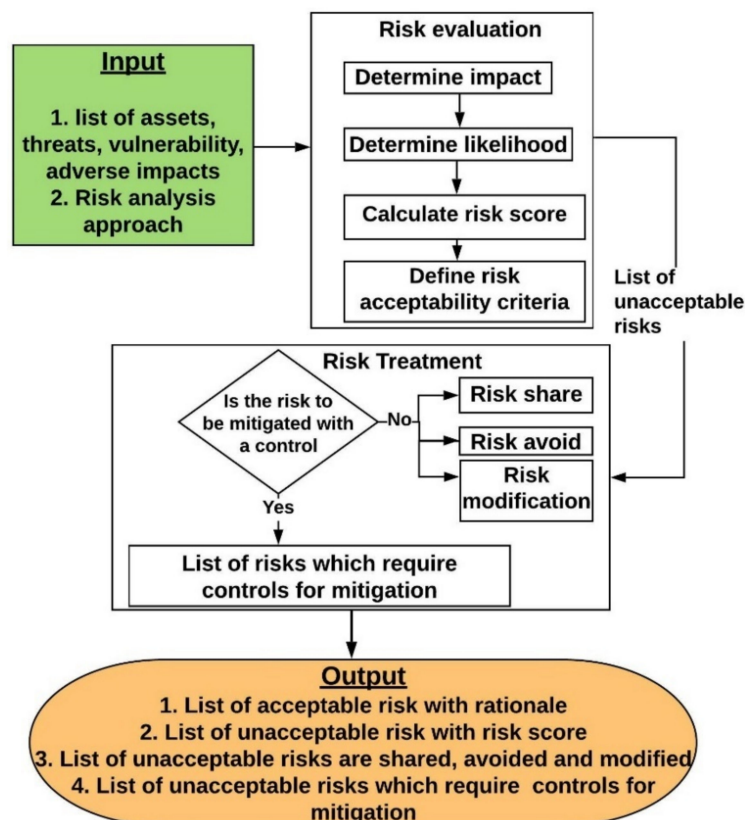 Input
1. list of assets,
threats, vulnerability,
adverse impacts
2. Risk analysis
approach
Risk evaluation
Determine impact
Determine likelihood
Calculate risk score
Define risk
acceptability criteria
List of
unacceptable
risks
Risk Treatment
Is the risk to
be mitigated with
a control
No
Risk share
Risk avoid
Risk
modification
Yes
List of risks which require
controls for mitigation
Output
1. List of acceptable risk with rationale
2. List of unacceptable risk with risk score
3. List of unacceptable risks are shared, avoided and modified
4. List of unacceptable risks which require controls for
mitigation